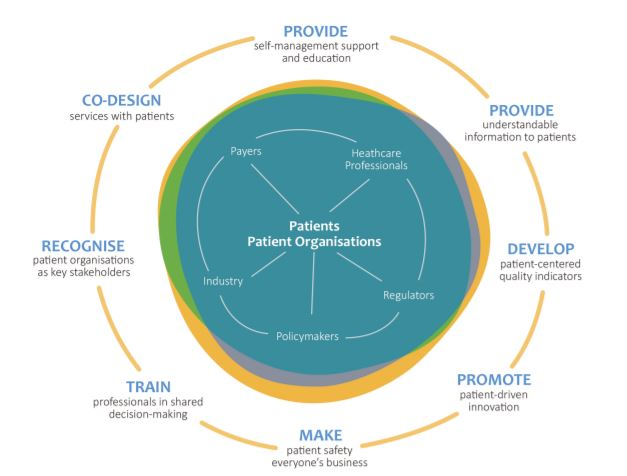 PROVIDE
self-management support
and education
PROVIDE
understandable
information to patients
DEVELOP
patient-centered
quality indicators
PROMOTE
patient-driven
innovation
MAKE
patient safety
everyone's business
TRAIN
professionals in shared
decision-making
RECOGNISE
patient organisations
as key stakeholders
CO-DESIGN
services with patients
Payers
Heathcare
Professionals
Patients
Patient Organisations
Industry
Regulators
Policymakers